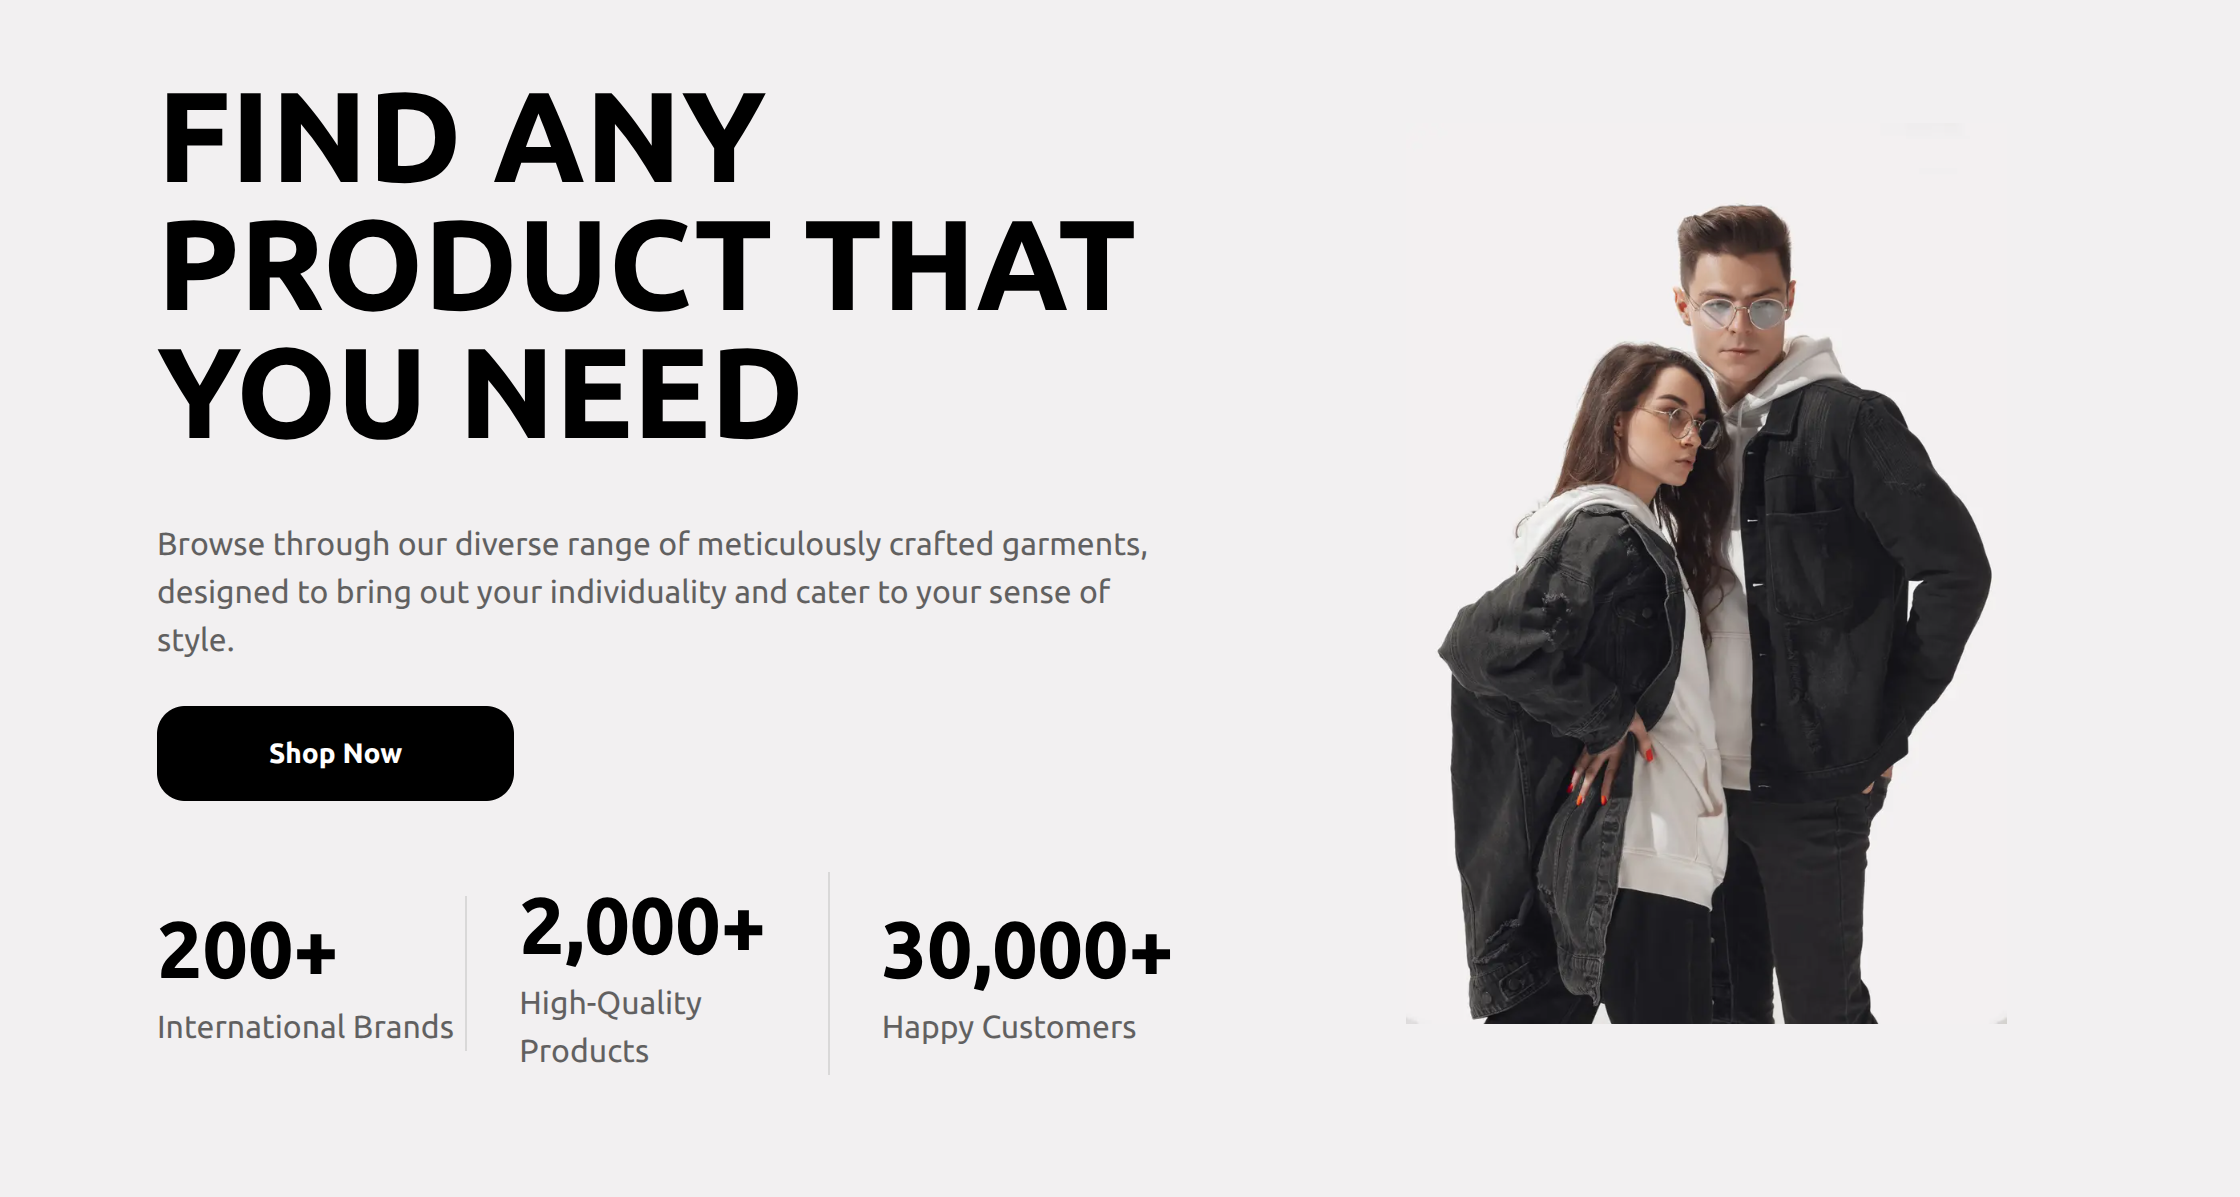 FIND ANY
PRODUCT THAT
YOU NEED
Browse through our diverse range of meticulously crafted garments,
designed to bring out your individuality and cater to your sense of
style.
Shop Now
200+
International Brands
2,000+
High-Quality
Products
30,000+
Happy Customers